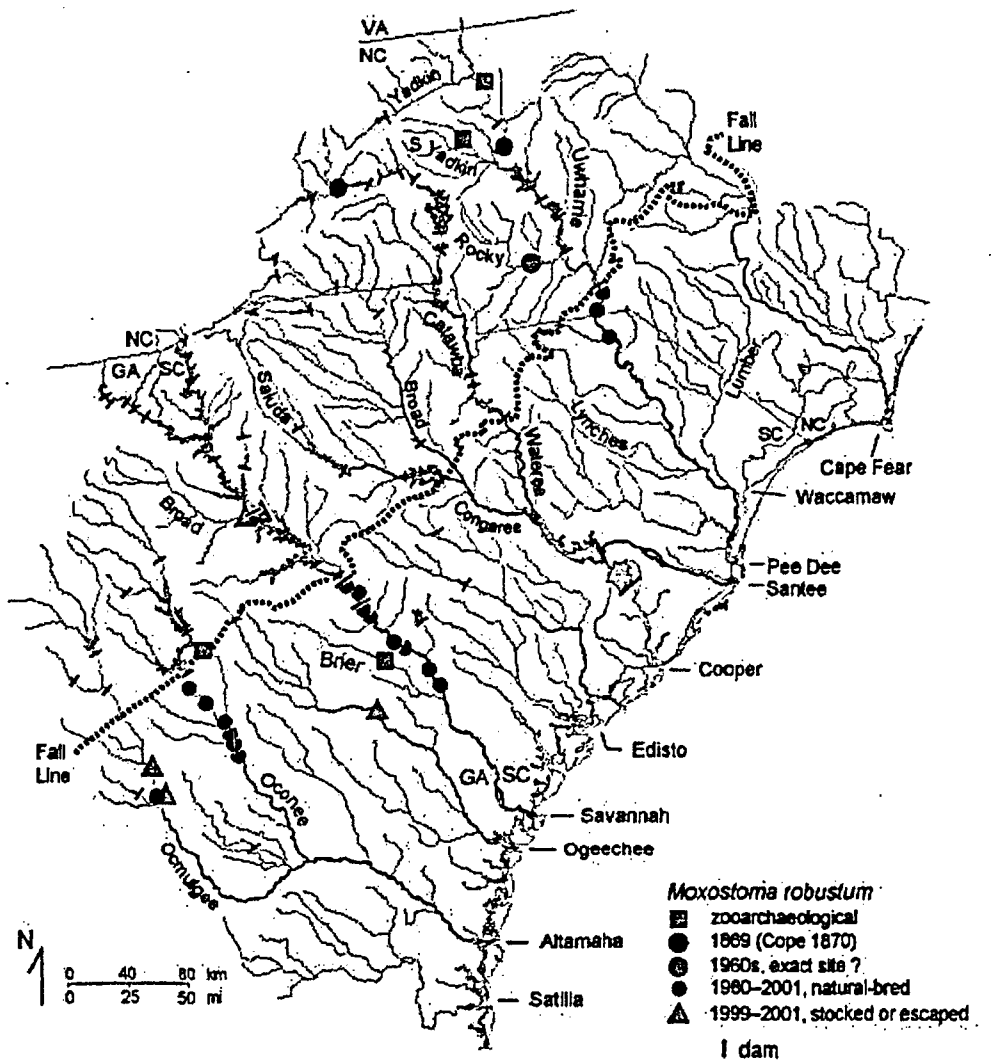 VA
NC
Yadkin
S Yadkin
Uwharrie
Fall
Line
Rocky
NC
GA
SC
Saluda
Broad
Catawba
Wateree
Lynches
Lumber
SC
NC
Cape Fear
Waccamaw
Broad
Congaree
Pee Dee
Santee
Brier
Cooper
Fall
Line
Edisto
GA
SC
Oconee
Savannah
Ogeechee
Ocmulgee
Moxostoma robustum
zooarchaeological
1869 (Cope 1870)
1960s, exact site ?
1980–2001, natural-bred
1999–2001, stocked or escaped
dam
N
0 40 80 km
0 25 50 mi
Altamaha
Satilla